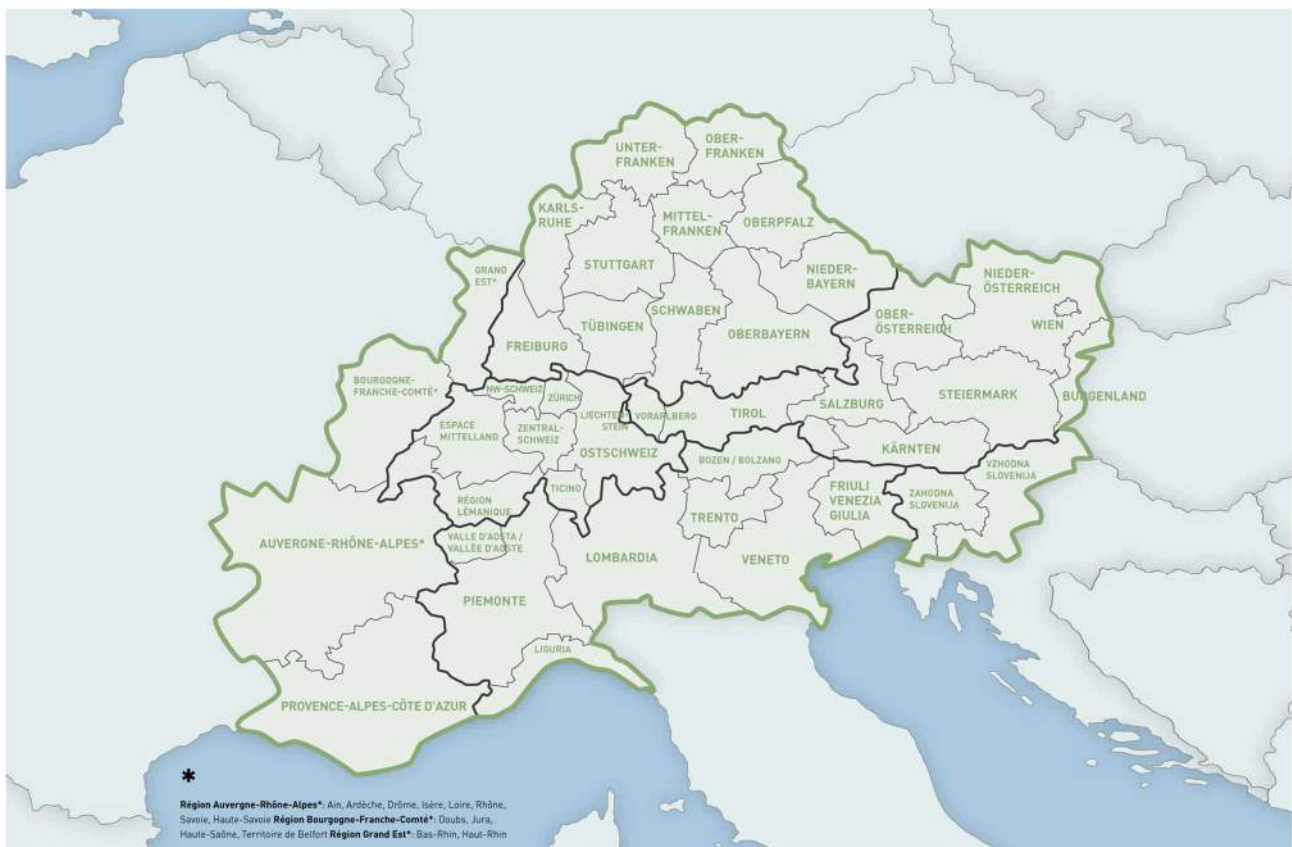 UNTER-
FRANKEN
OBER-
FRANKEN
KARLS-
RUHE
MITTEL-
FRANKEN
OBERPFALZ
GRAND
EST*
STUTTGART
NIEDER-
BAYERN
NIEDER-
ÖSTERREICH
SCHWABEN
OBER-
ÖSTERREICH
WIEN
FREIBURG
TÜBINGEN
OBERBAYERN
BOURGOGNE-
FRANCHE-COMTÉ*
NW-SCHWEIZ
ZÜRICH
LIECHTEN-
STEIN
VORARLBERG
TIROL
SALZBURG
STEIERMARK
BURGENLAND
ESPACE
MITTELLAND
ZENTRAL-
SCHWEIZ
OSTSCHWEIZ
BOZEN / BOLZANO
KÄRNTEN
VZHODNA
SLOVENIJA
RÉGION
LÉMANIQUE
TICINO
TRENTO
FRIULI
VENEZIA
GIULIA
ZAHODNA
SLOVENIJA
AUVERGNE-RHÔNE-ALPES*
VALLE D'AOSTA /
VALLÉE D'AOSTE
LOMBARDIA
VENETO
PIEMONTE
LIGURIA
PROVENCE-ALPES-CÔTE D'AZUR
*
Région Auvergne-Rhône-Alpes*: Ain, Ardèche, Drôme, Isère, Loire, Rhône,
Savoie, Haute-Savoie Région Bourgogne-Franche-Comté*: Doubs, Jura,
Haute-Saône, Territoire de Belfort Région Grand Est*: Bas-Rhin, Haut-Rhin